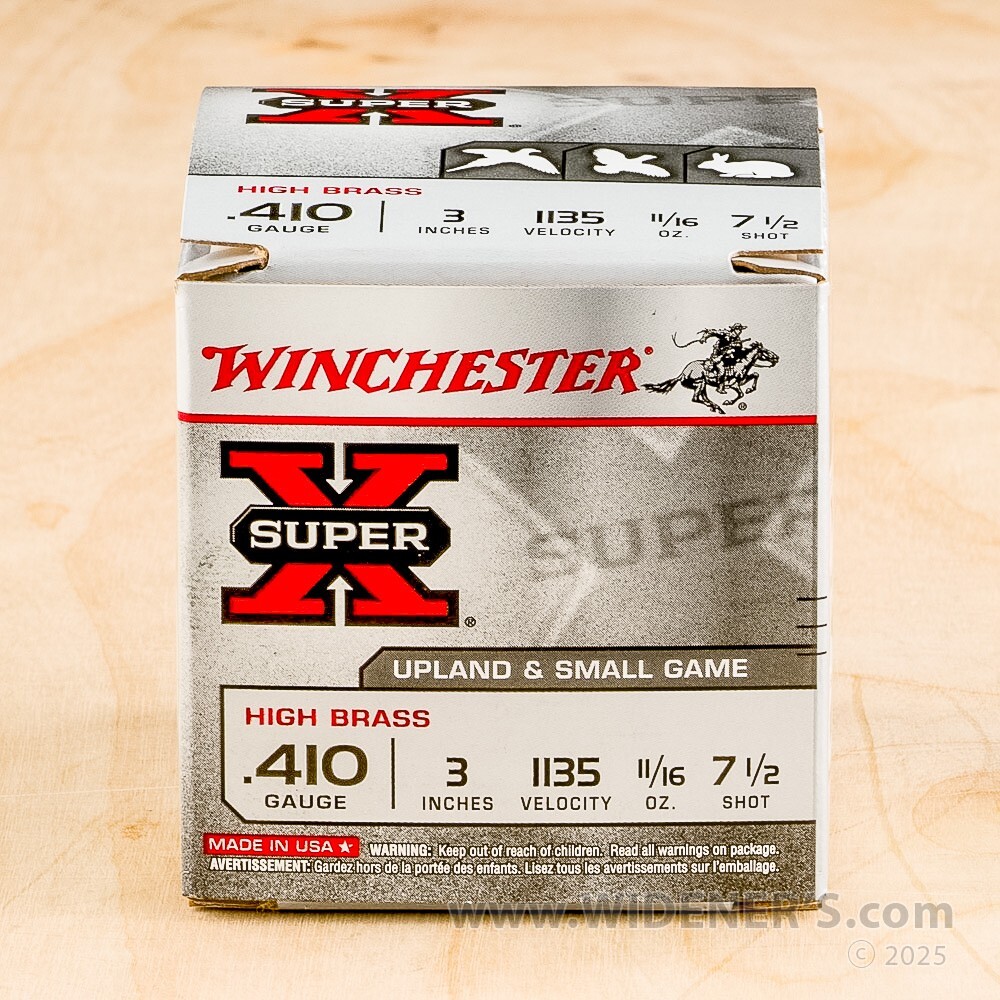 SUPER X
HIGH BRASS
.410 GAUGE | 3 INCHES 1135 VELOCITY 11/16 OZ. 7 1/2 SHOT
WINCHESTER®
®
SUPER X ®
SUPER
UPLAND & SMALL GAME
HIGH BRASS
.410 GAUGE | 3 INCHES 1135 VELOCITY 11/16 OZ. 7 1/2 SHOT
MADE IN USA ★ WARNING: Keep out of reach of children. Read all warnings on package.
AVERTISSEMENT: Gardez hors de la portée des enfants. Lisez tous les avertissements sur l'emballage.
www.WIDENER'S.com
© 2025